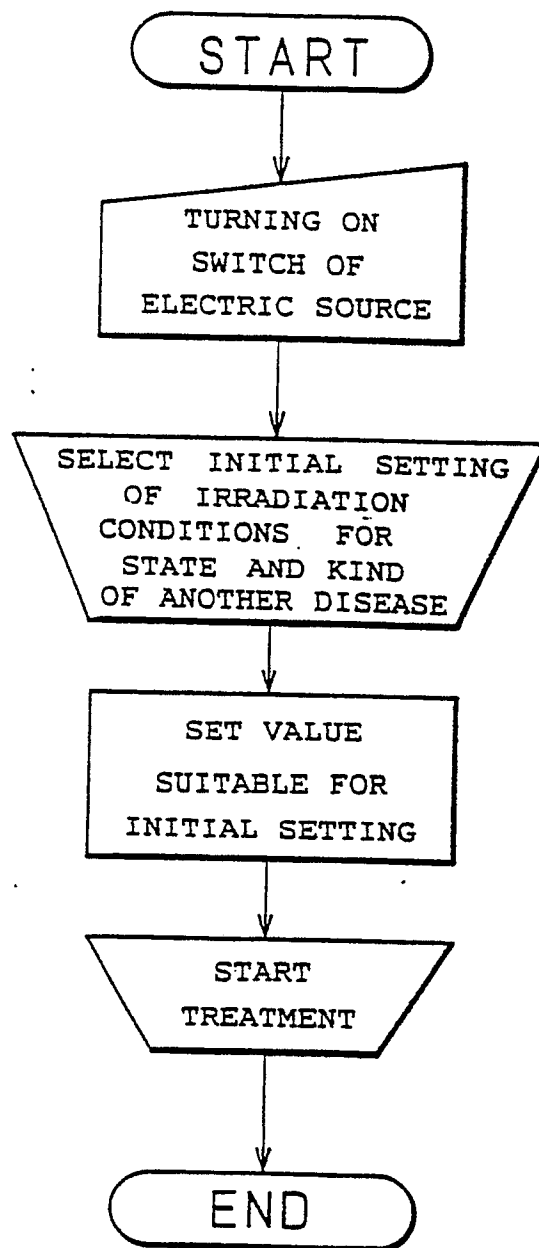 START
TURNING ON
SWITCH OF
ELECTRIC SOURCE
SELECT INITIAL SETTING
OF IRRADIATION
CONDITIONS FOR
STATE AND KIND
OF ANOTHER DISEASE
SET VALUE
SUITABLE FOR
INITIAL SETTING
START
TREATMENT
END